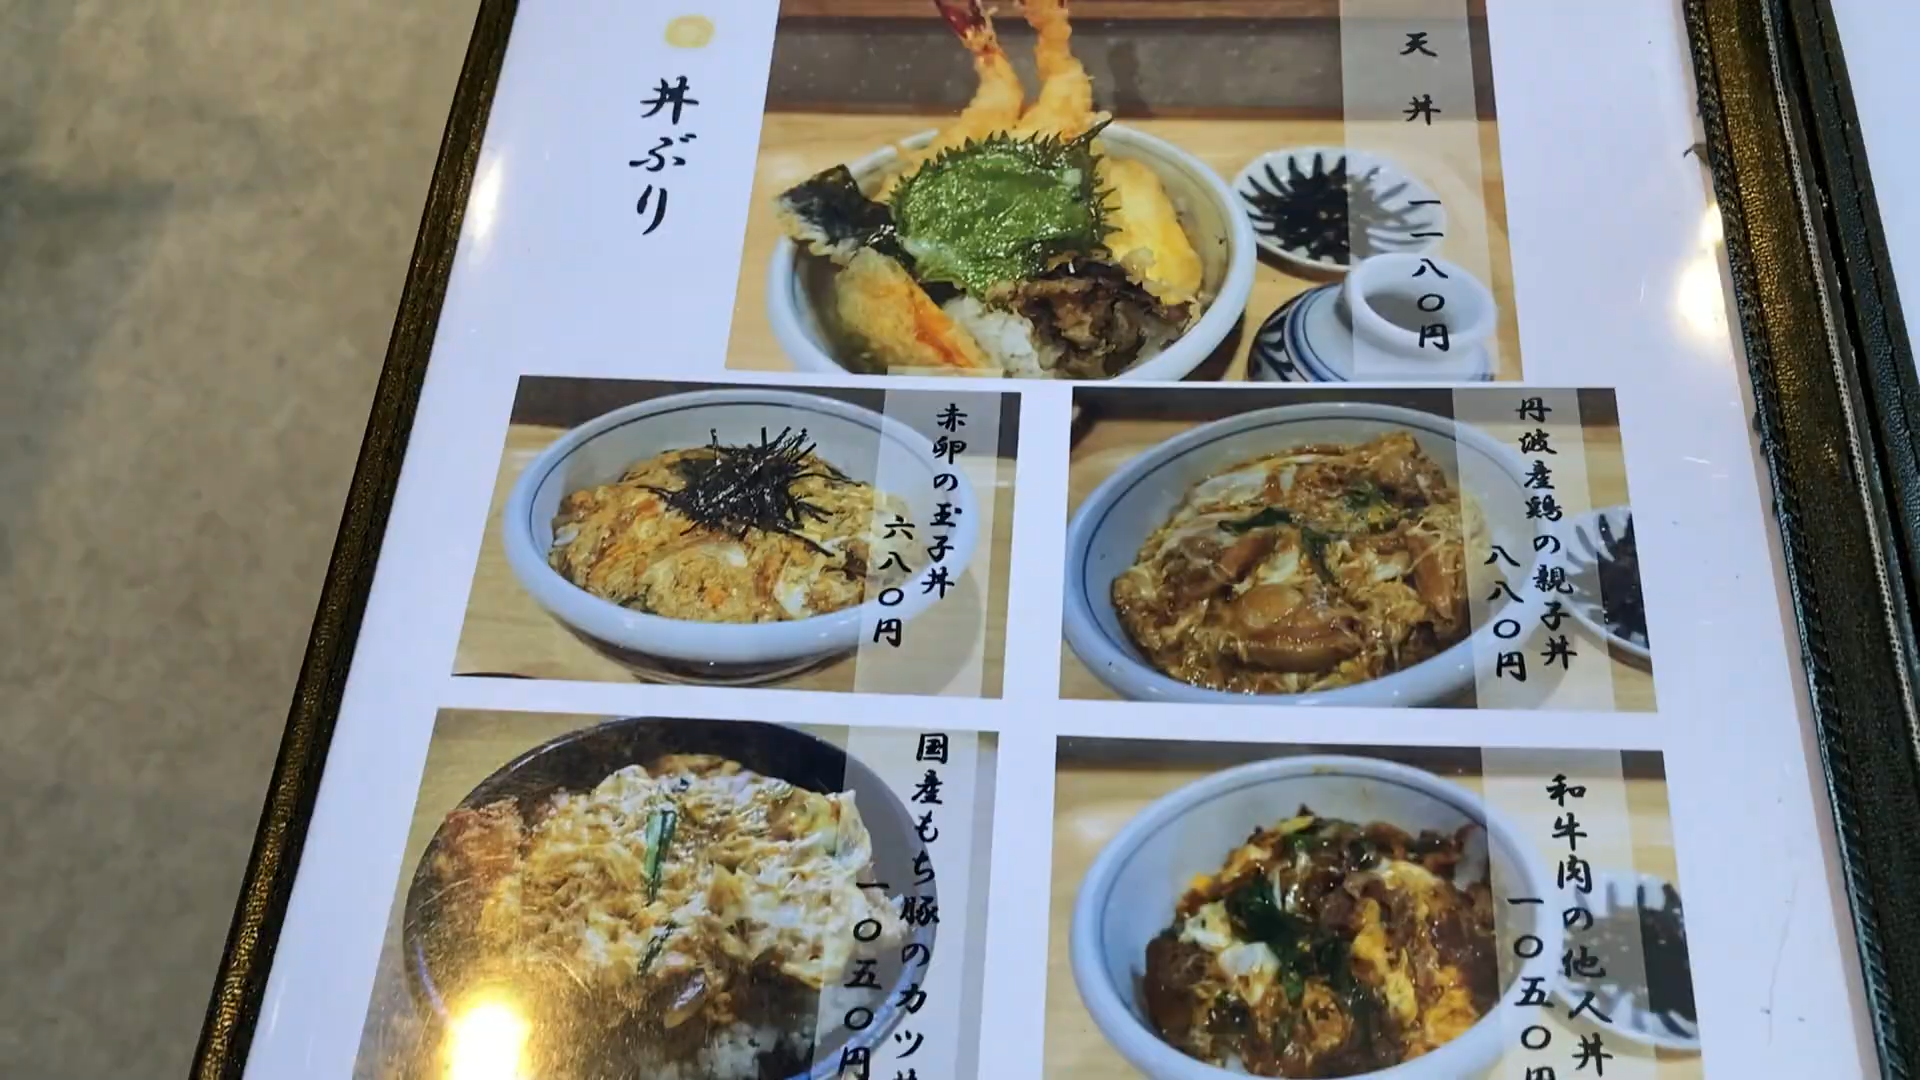 丼ぶり
天丼
一一八〇円
赤卵の玉子丼
六八〇円
丹波産鶏の親子丼
八八〇円
国産もち豚のカツ丼
一〇五〇円
和牛肉の他人丼
一〇五〇円